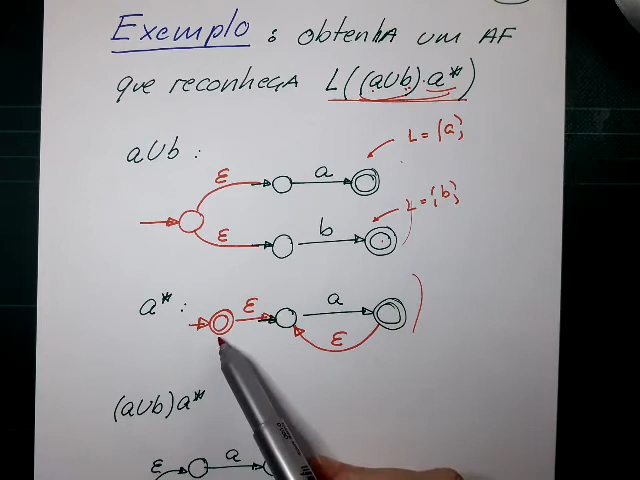 Exemplo : obtenha um AF
que reconheça L((aUb)·a*)
aUb :
L = {a}
ε a
L = {b}
ε b
a* : ε a
ε
(aUb)a*
ε a